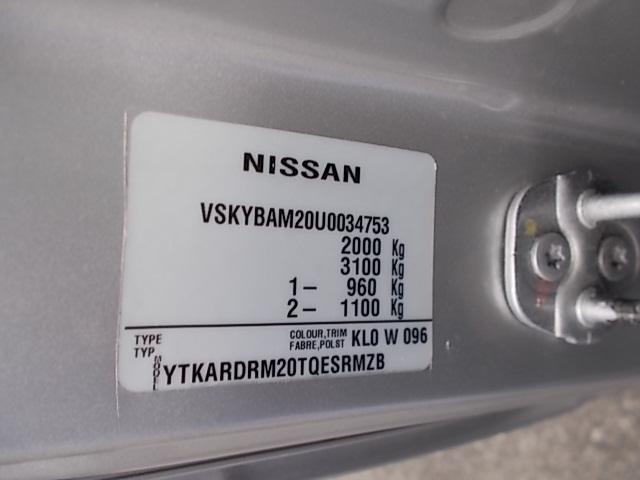 NISSAN
VSKYBAM20U0034753
2000 Kg
3100 Kg
1- 960 Kg
2- 1100 Kg
TYPE COLOUR,TRIM KL0 W 096
TYP. FABRE,POLST
MODELL YTKARDRM20TQESRMZB